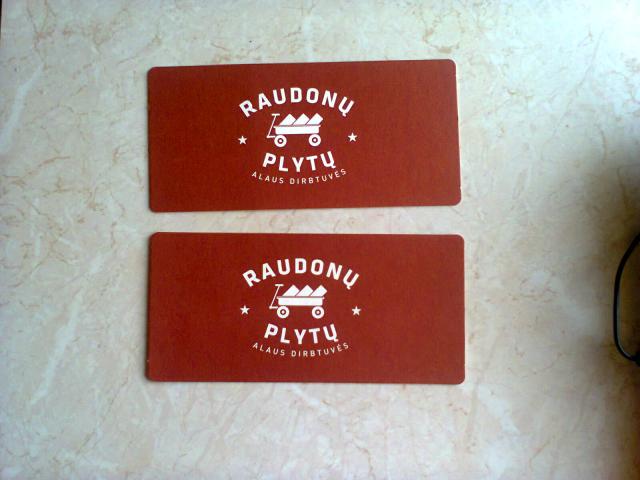 RAUDONŲ
PLYTŲ
ALAUS DIRBTUVĖS
RAUDONŲ
PLYTŲ
ALAUS DIRBTUVĖS